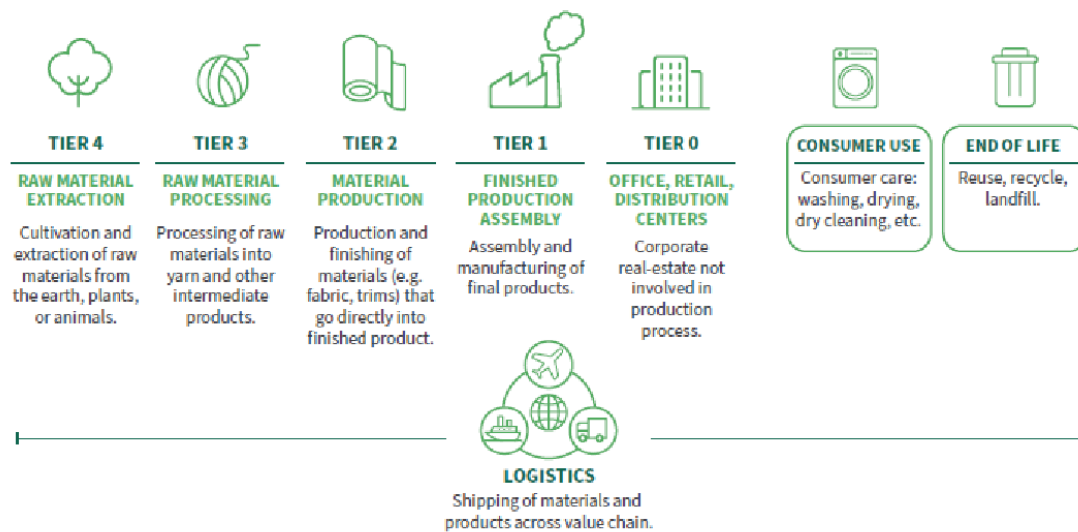 TIER 4
RAW MATERIAL
EXTRACTION
Cultivation and
extraction of raw
materials from
the earth, plants,
or animals.
TIER 3
RAW MATERIAL
PROCESSING
Processing of raw
materials into
yarn and other
intermediate
products.
TIER 2
MATERIAL
PRODUCTION
Production and
finishing of
materials (e.g.
fabric, trims) that
go directly into
finished product.
TIER 1
FINISHED
PRODUCTION
ASSEMBLY
Assembly and
manufacturing of
final products.
TIER 0
OFFICE, RETAIL,
DISTRIBUTION
CENTERS
Corporate
real-estate not
involved in
production
process.
CONSUMER USE
Consumer care:
washing, drying,
dry cleaning, etc.
END OF LIFE
Reuse, recycle,
landfill.
LOGISTICS
Shipping of materials and
products across value chain.